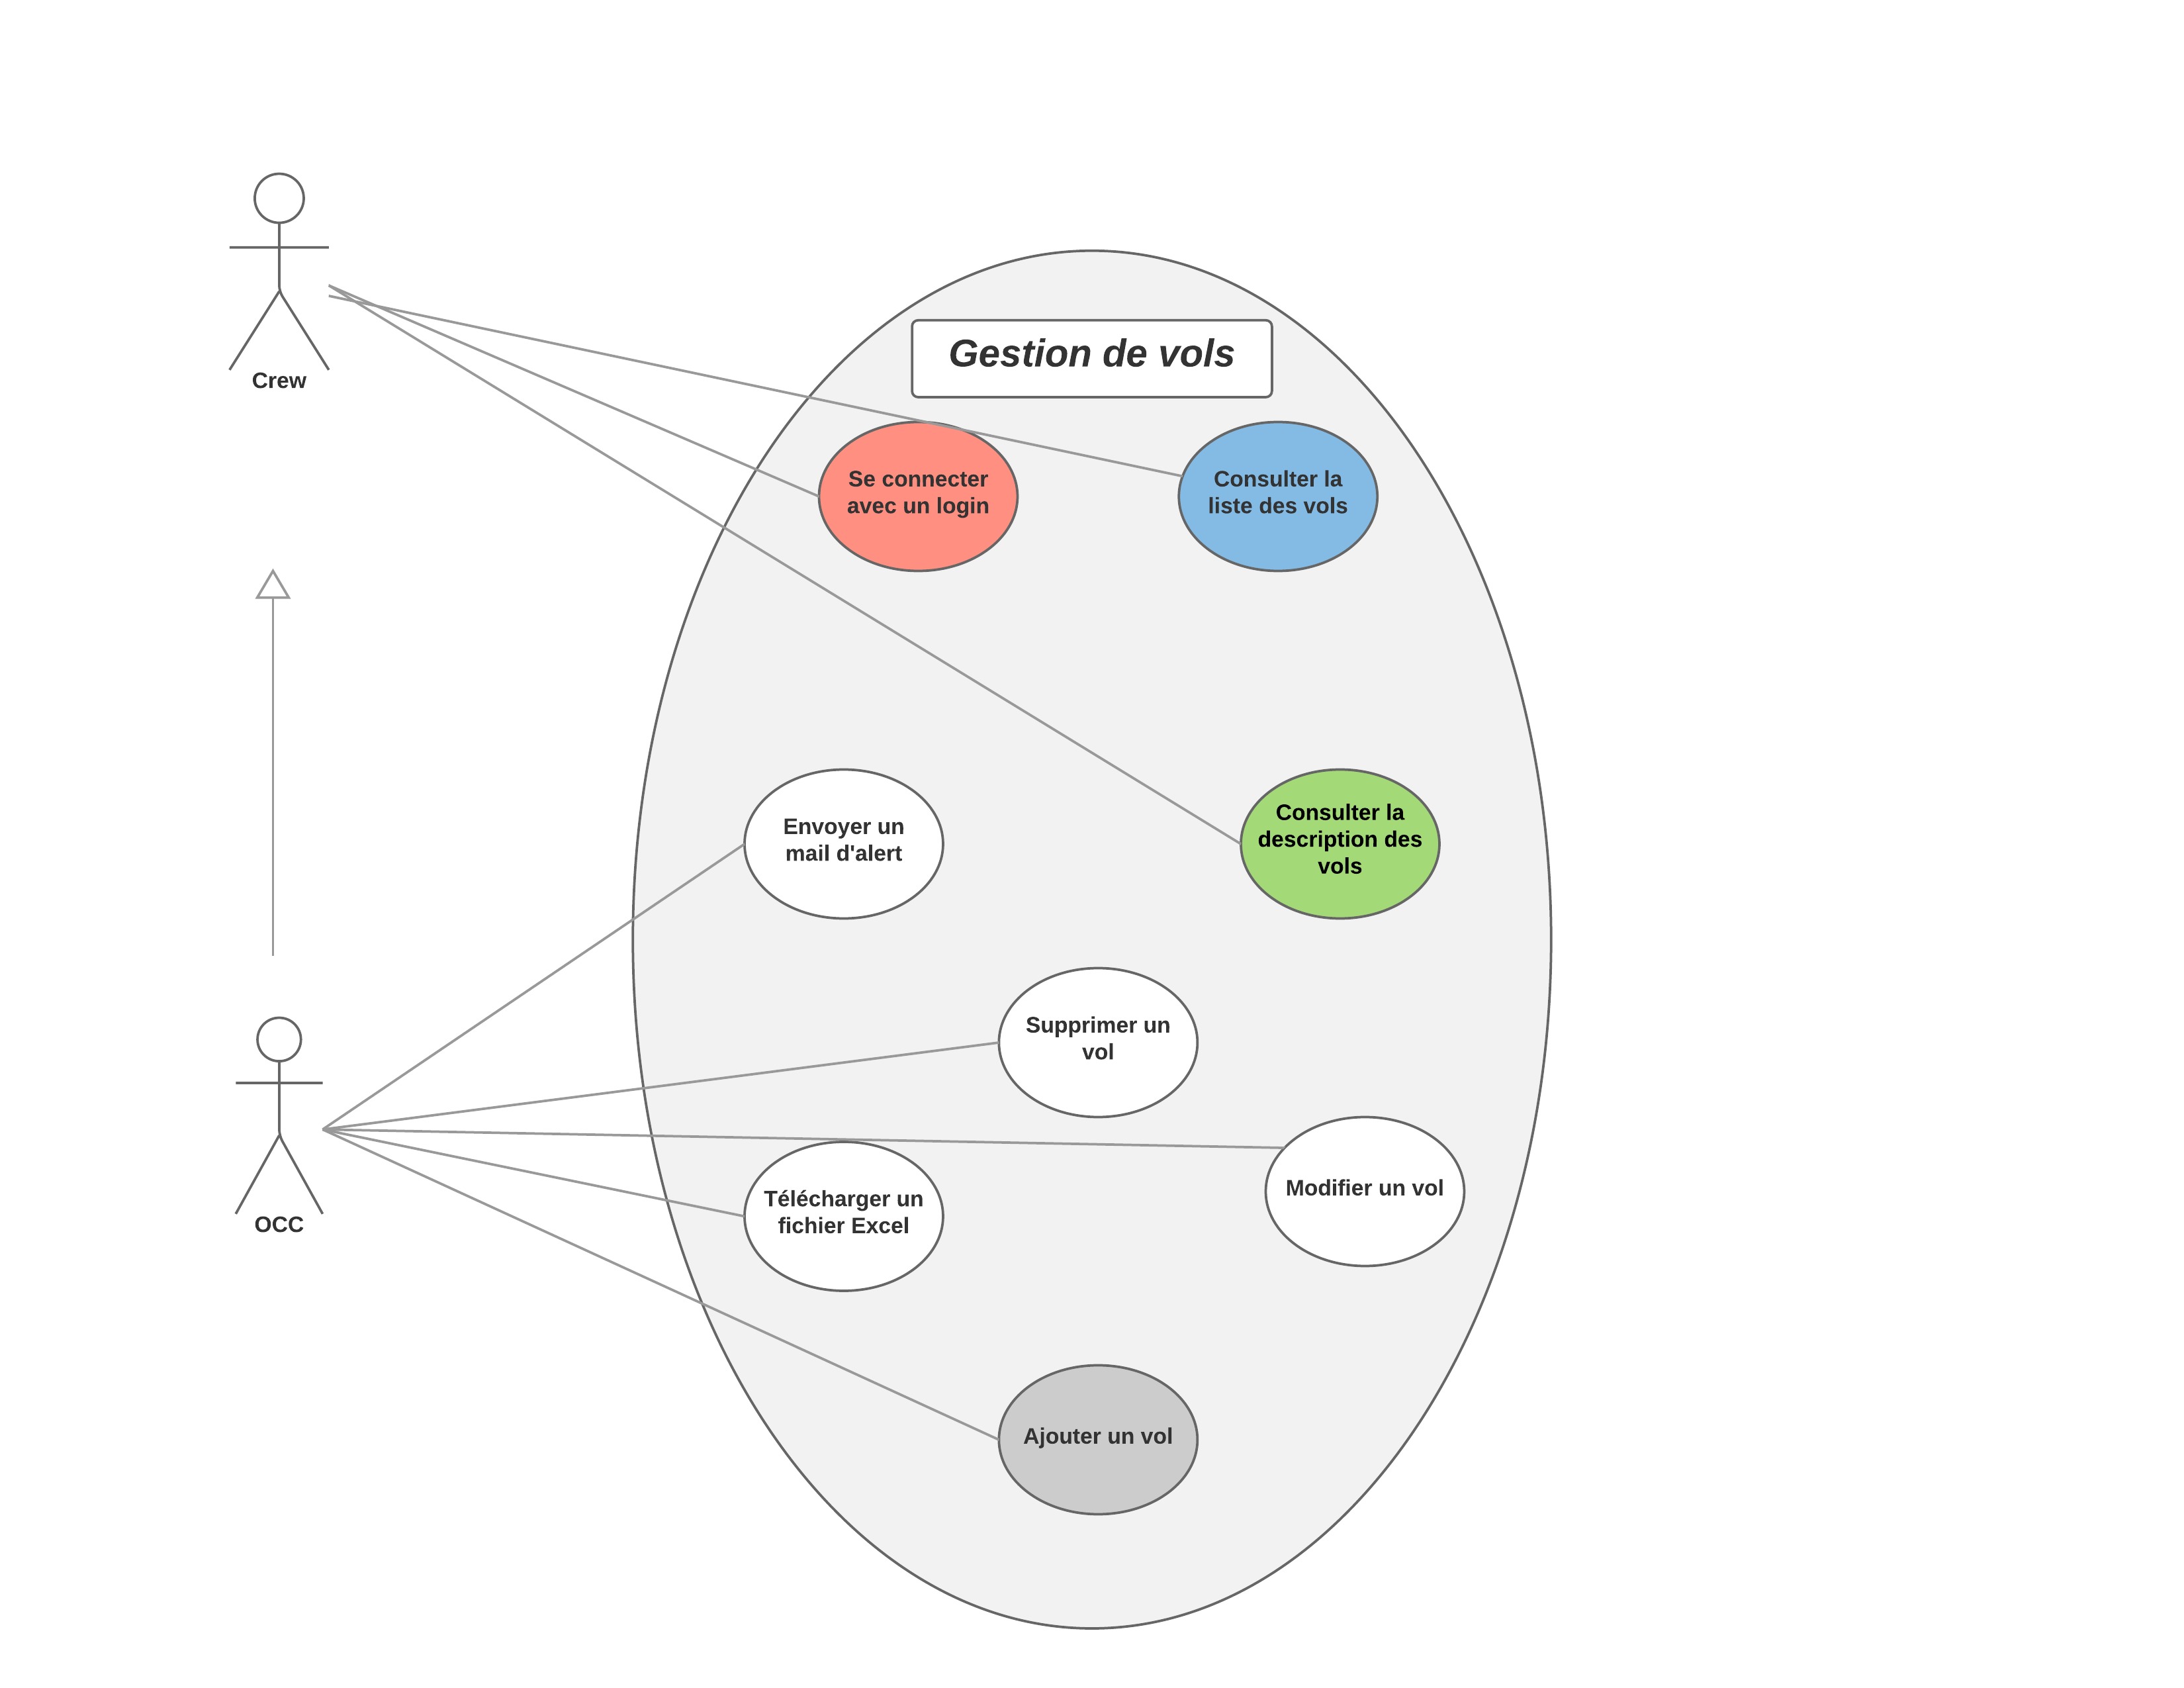 Crew
Gestion de vols
Se connecter
avec un login
Consulter la
liste des vols
Envoyer un
mail d'alert
Consulter la
description des
vols
Supprimer un
vol
OCC
Télécharger un
fichier Excel
Modifier un vol
Ajouter un vol